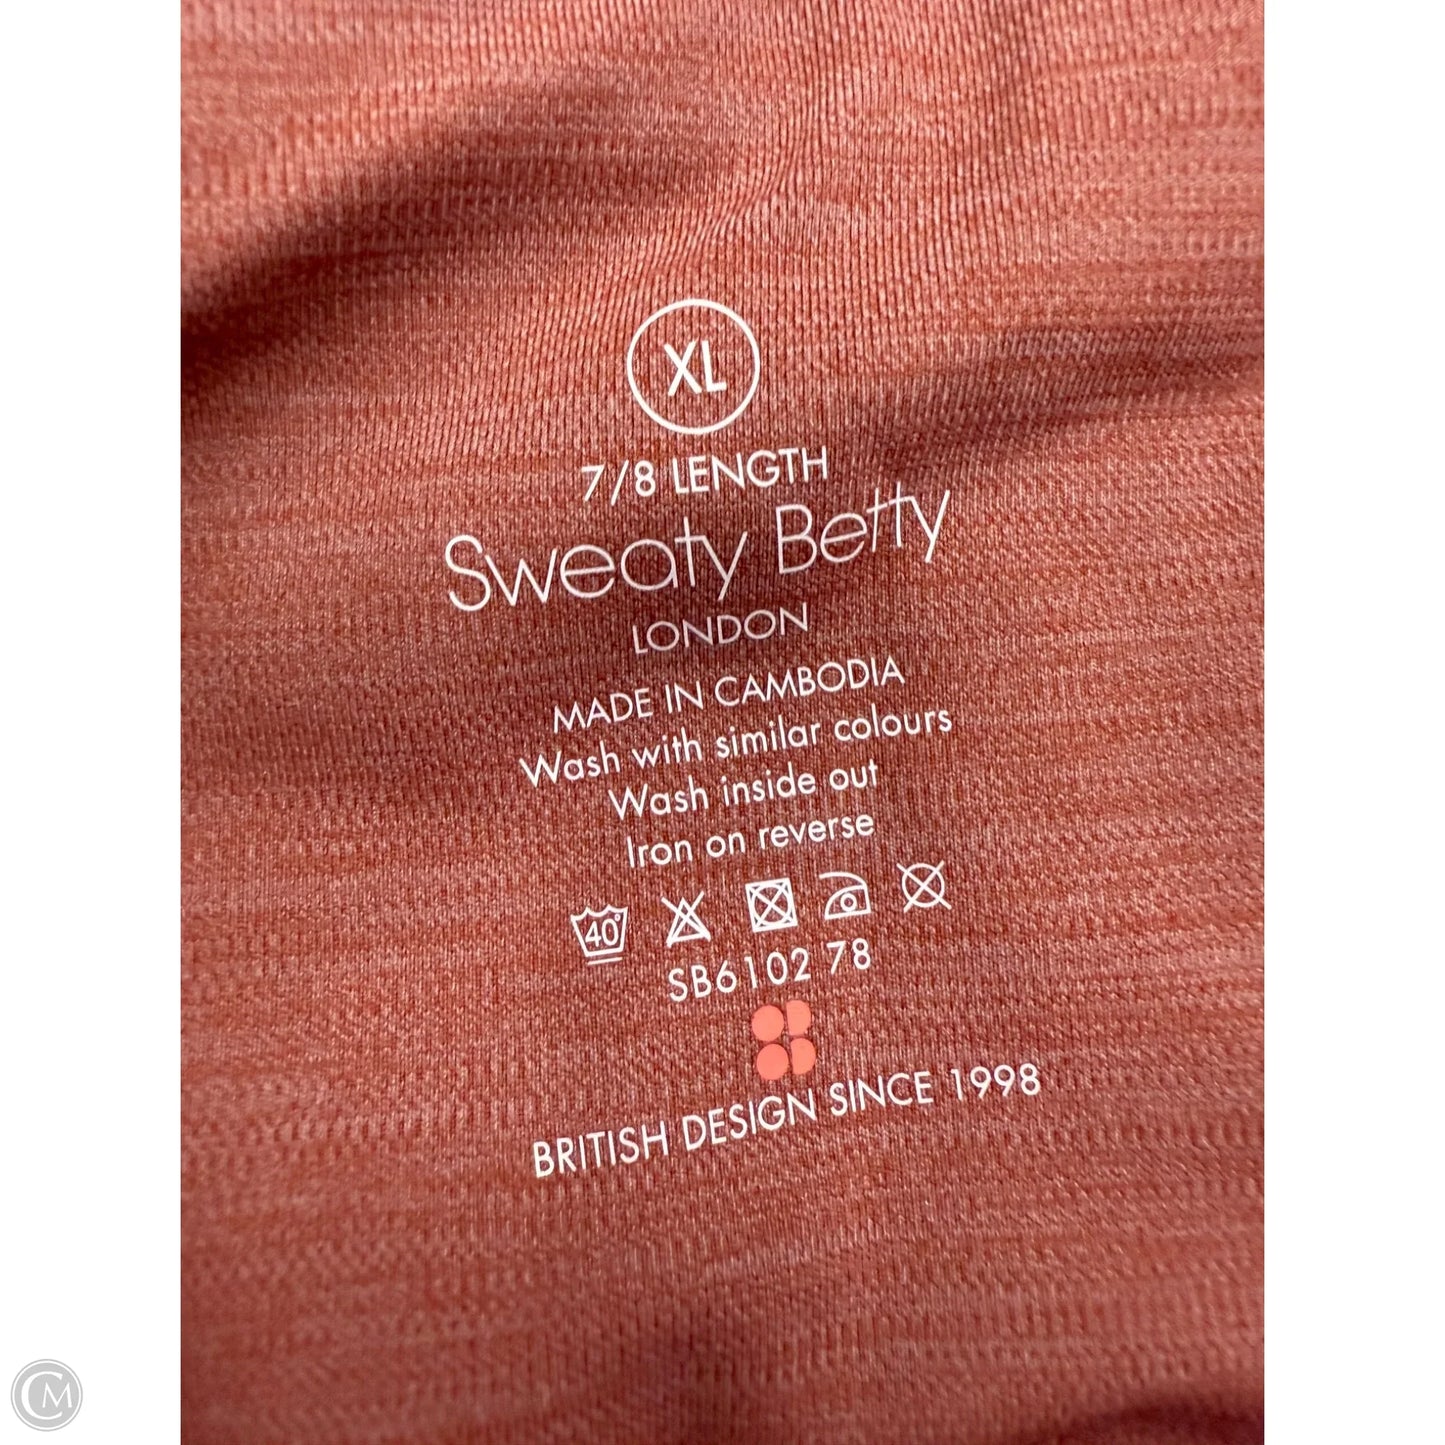 XL
7/8 LENGTH
Sweaty Betty
LONDON
MADE IN CAMBODIA
Wash with similar colours
Wash inside out
Iron on reverse
40°
SB6102 78
BRITISH DESIGN SINCE 1998
CM